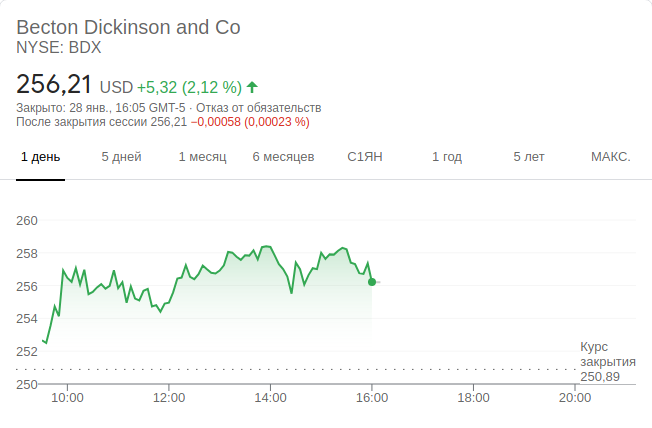 Becton Dickinson and Co
NYSE: BDX
256,21 USD +5,32 (2,12 %)
Закрыто: 28 янв., 16:05 GMT-5 · Отказ от обязательств
После закрытия сессии 256,21 −0,00058 (0,00023 %)
1 день 5 дней 1 месяц 6 месяцев С1ЯН 1 год 5 лет МАКС.
260
258
256
254
252
Курс
закрытия
250,89
250
10:00 12:00 14:00 16:00 18:00 20:00